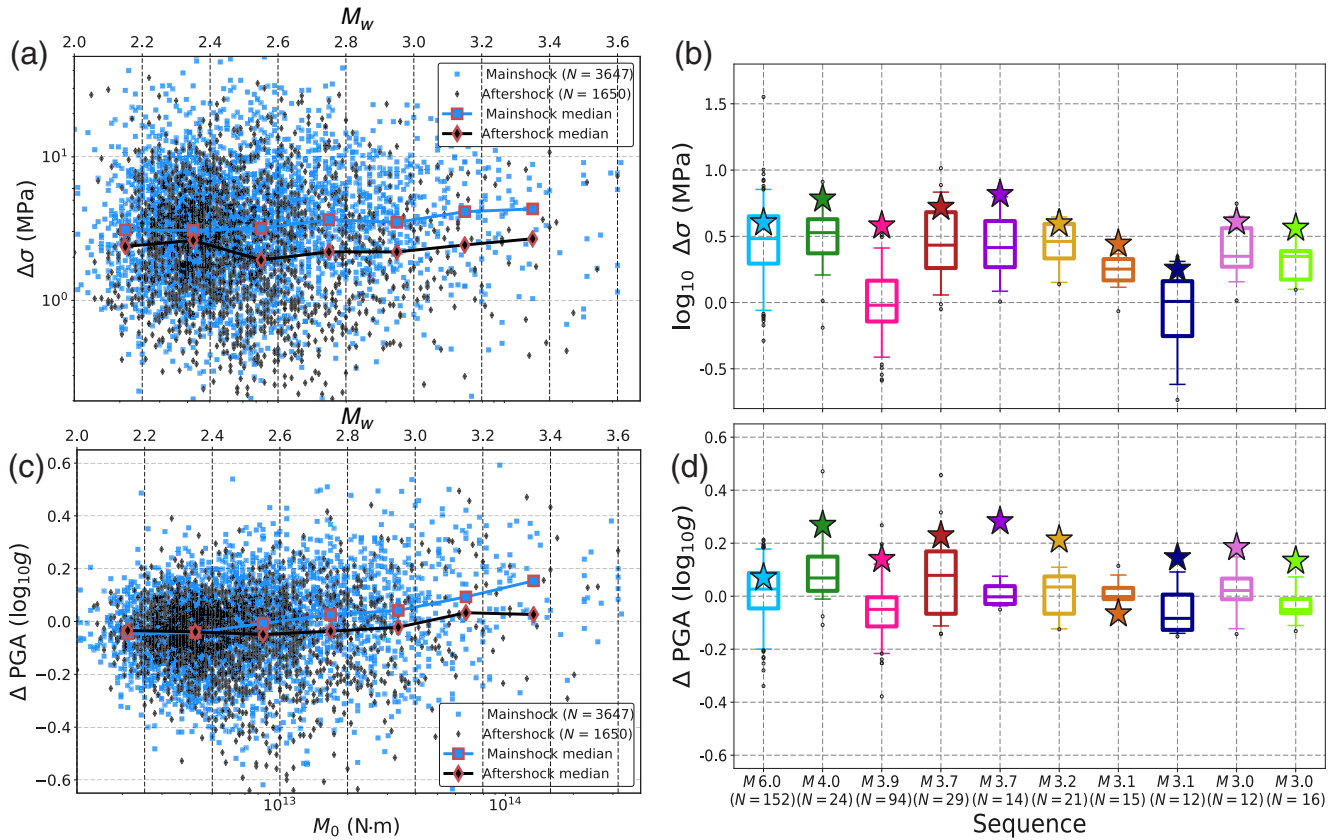 M_w
(a)
2.0 2.2 2.4 2.6 2.8 3.0 3.2 3.4 3.6
Mainshock (N = 3647)
Aftershock (N = 1650)
Mainshock median
Aftershock median
10^1
10^0
Δσ (MPa)
(b)
1.5
1.0
0.5
0.0
-0.5
log_10 Δσ (MPa)
M_w
(c)
2.0 2.2 2.4 2.6 2.8 3.0 3.2 3.4 3.6
0.6
0.4
0.2
0.0
−0.2
−0.4
−0.6
Δ PGA (log_10 g)
Mainshock (N = 3647)
Aftershock (N = 1650)
Mainshock median
Aftershock median
10^13 10^14
M_0 (N·m)
(d)
0.6
0.4
0.2
0.0
-0.2
-0.4
-0.6
Δ PGA (log_10 g)
M 6.0 M 4.0 M 3.9 M 3.7 M 3.7 M 3.2 M 3.1 M 3.1 M 3.0 M 3.0
(N = 152) (N = 24) (N = 94) (N = 29) (N = 14) (N = 21) (N = 15) (N = 12) (N = 12) (N = 16)
Sequence